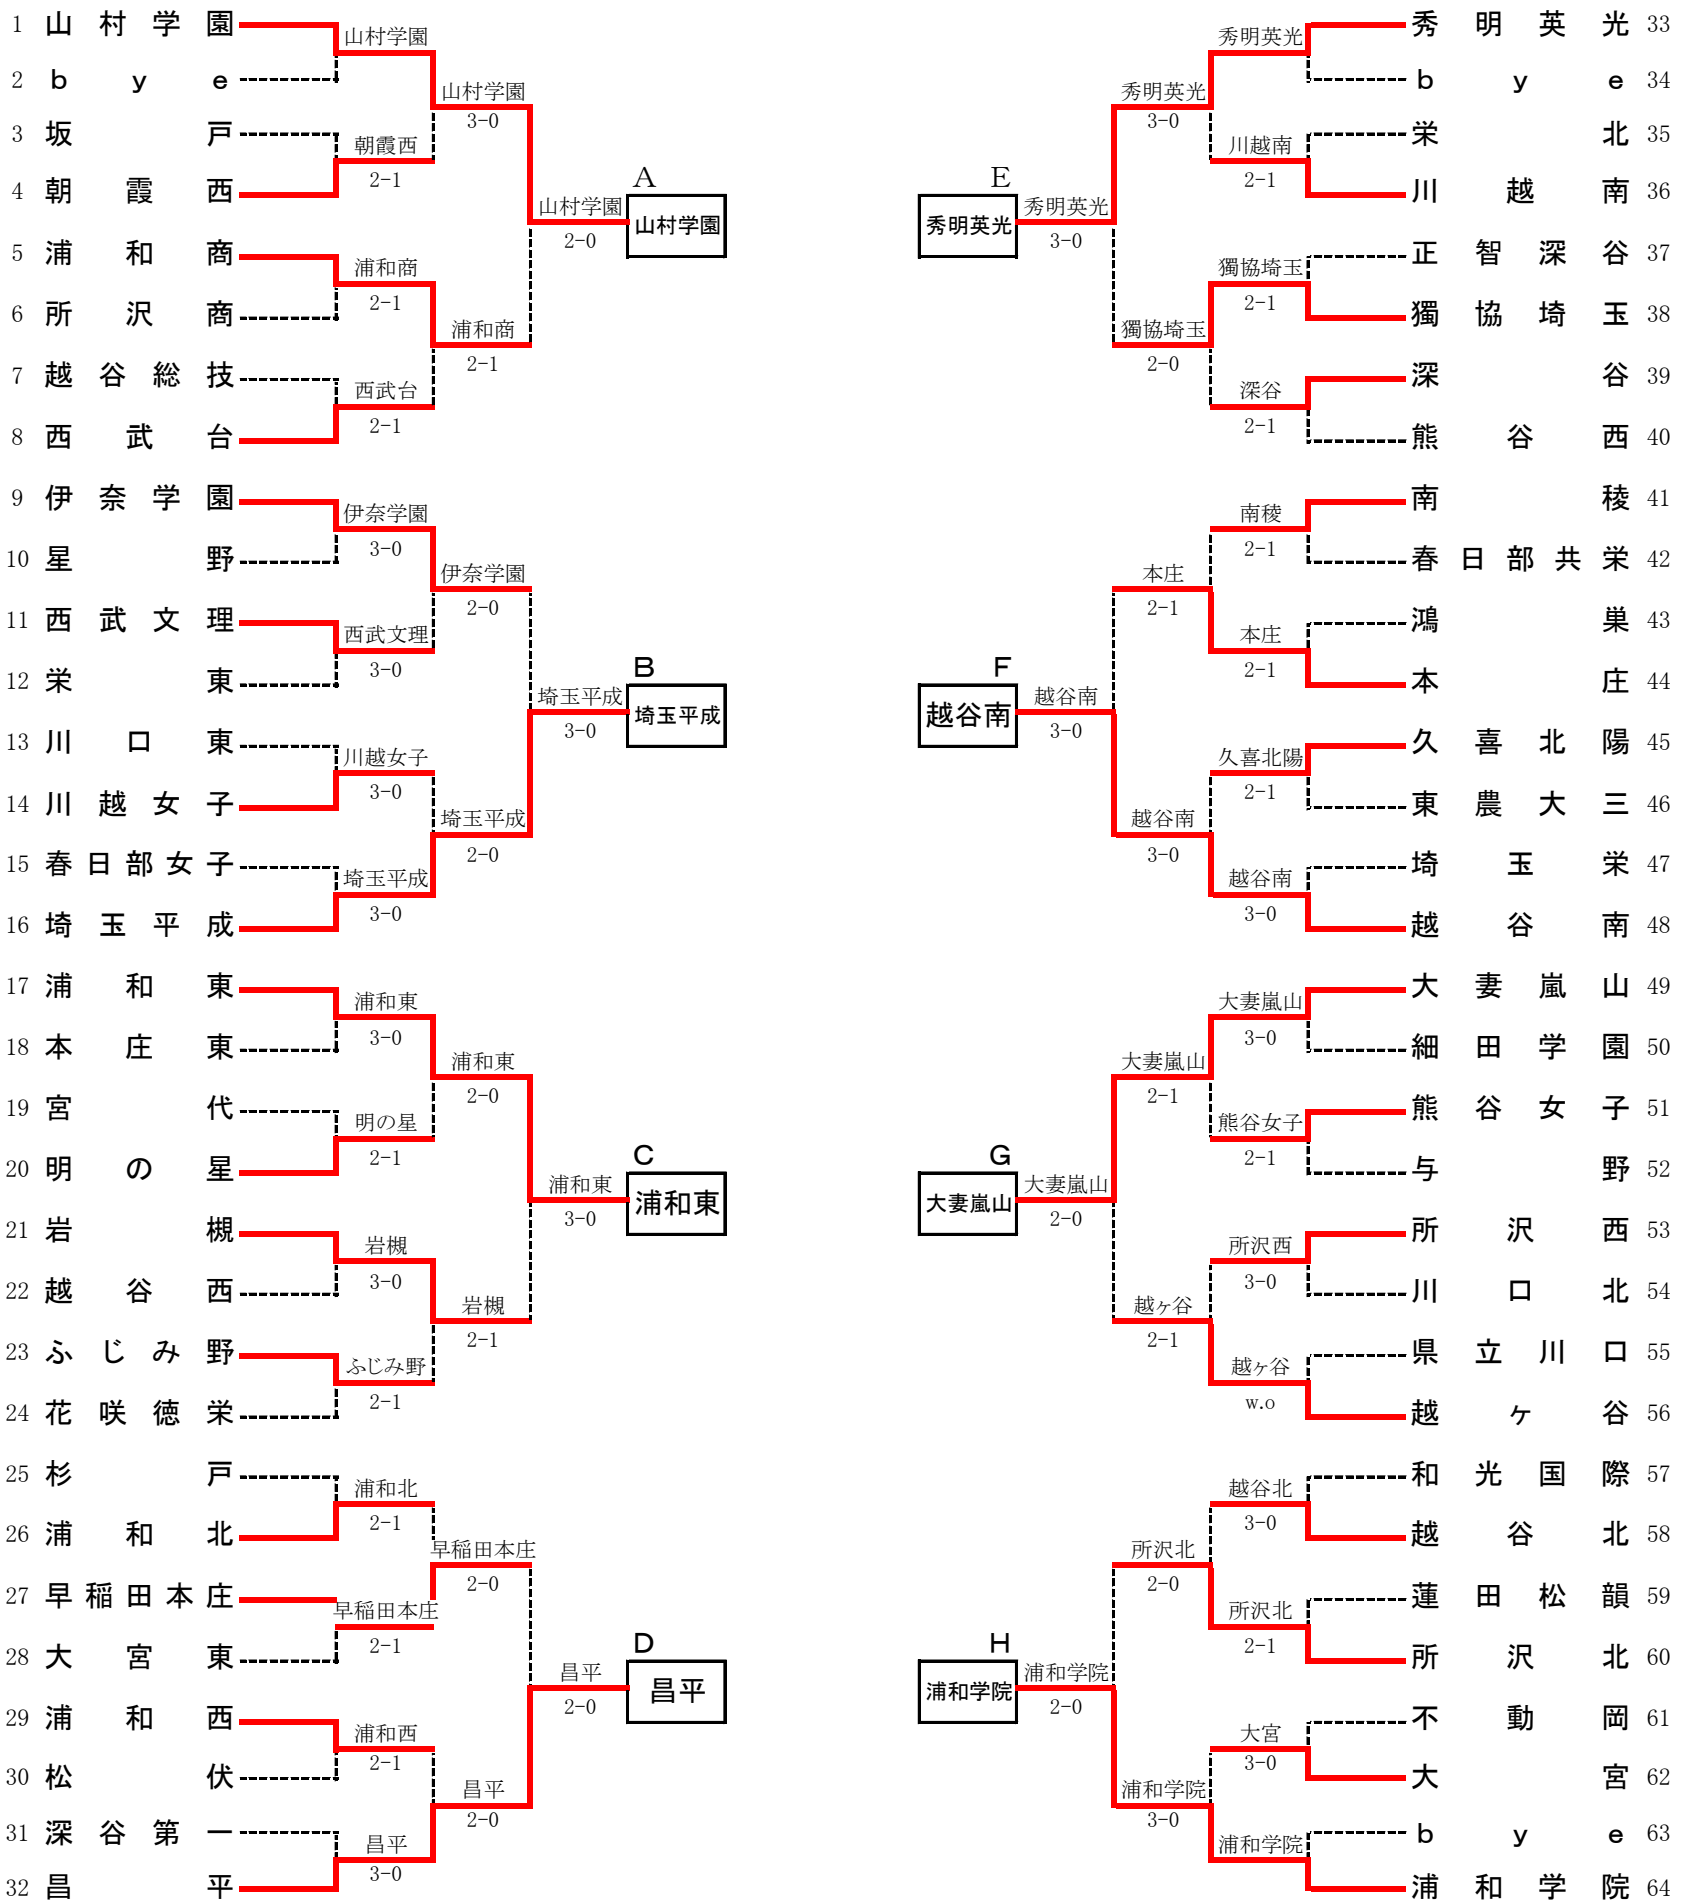 1 山村学園
2 ｂｙｅ
3 坂戸
4 朝霞西
5 浦和商
6 所沢商
7 越谷総技
8 西武台
9 伊奈学園
10 星野
11 西武文理
12 栄東
13 川口東
14 川越女子
15 春日部女子
16 埼玉平成
17 浦和東
18 本庄東
19 宮代
20 明の星
21 岩槻
22 越谷西
23 ふじみ野
24 花咲徳栄
25 杉戸
26 浦和北
27 早稲田本庄
28 大宮東
29 浦和西
30 松伏
31 深谷第一
32 昌平
山村学園
朝霞西
2-1
浦和商
2-1
西武台
2-1
伊奈学園
3-0
西武文理
3-0
川越女子
3-0
埼玉平成
3-0
浦和東
3-0
明の星
2-1
岩槻
3-0
ふじみ野
2-1
浦和北
2-1
早稲田本庄
2-1
浦和西
2-1
昌平
3-0
山村学園
3-0
浦和商
2-1
伊奈学園
2-0
埼玉平成
2-0
浦和東
2-0
岩槻
2-1
早稲田本庄
2-0
昌平
2-0
山村学園
2-0
埼玉平成
3-0
浦和東
3-0
昌平
2-0
A
山村学園
B
埼玉平成
C
浦和東
D
昌平
E
秀明英光
F
越谷南
G
大妻嵐山
H
浦和学院
秀明英光
3-0
越谷南
3-0
大妻嵐山
2-0
浦和学院
2-0
秀明英光
3-0
獨協埼玉
2-0
本庄
2-1
越谷南
3-0
大妻嵐山
2-1
越ヶ谷
2-1
所沢北
2-0
浦和学院
3-0
秀明英光
川越南
2-1
獨協埼玉
2-1
深谷
2-1
南稜
2-1
本庄
2-1
久喜北陽
2-1
越谷南
3-0
大妻嵐山
3-0
熊谷女子
2-1
所沢西
3-0
越ヶ谷
w.o
越谷北
3-0
所沢北
2-1
大宮
3-0
浦和学院
秀明英光 33
ｂｙｅ 34
栄北 35
川越南 36
正智深谷 37
獨協埼玉 38
深谷 39
熊谷西 40
南稜 41
春日部共栄 42
鴻巣 43
本庄 44
久喜北陽 45
東農大三 46
埼玉栄 47
越谷南 48
大妻嵐山 49
細田学園 50
熊谷女子 51
与野 52
所沢西 53
川口北 54
県立川口 55
越ヶ谷 56
和光国際 57
越谷北 58
蓮田松韻 59
所沢北 60
不動岡 61
大宮 62
ｂｙｅ 63
浦和学院 64